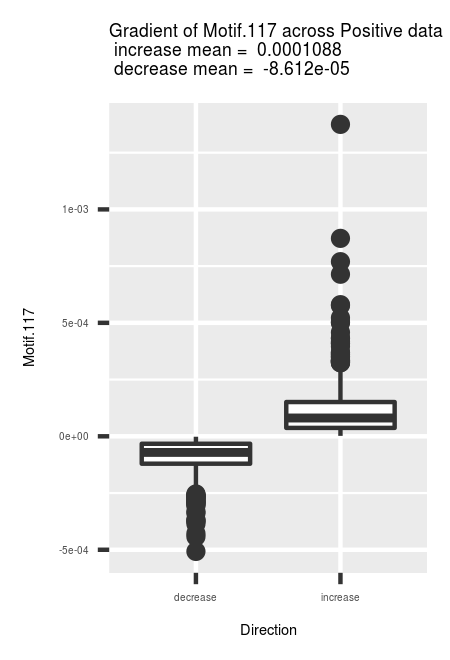 Gradient of Motif.117 across Positive data
increase mean =  0.0001088
decrease mean =  -8.612e-05
1e-03
5e-04
0e+00
-5e-04
Motif.117
decrease
increase
Direction